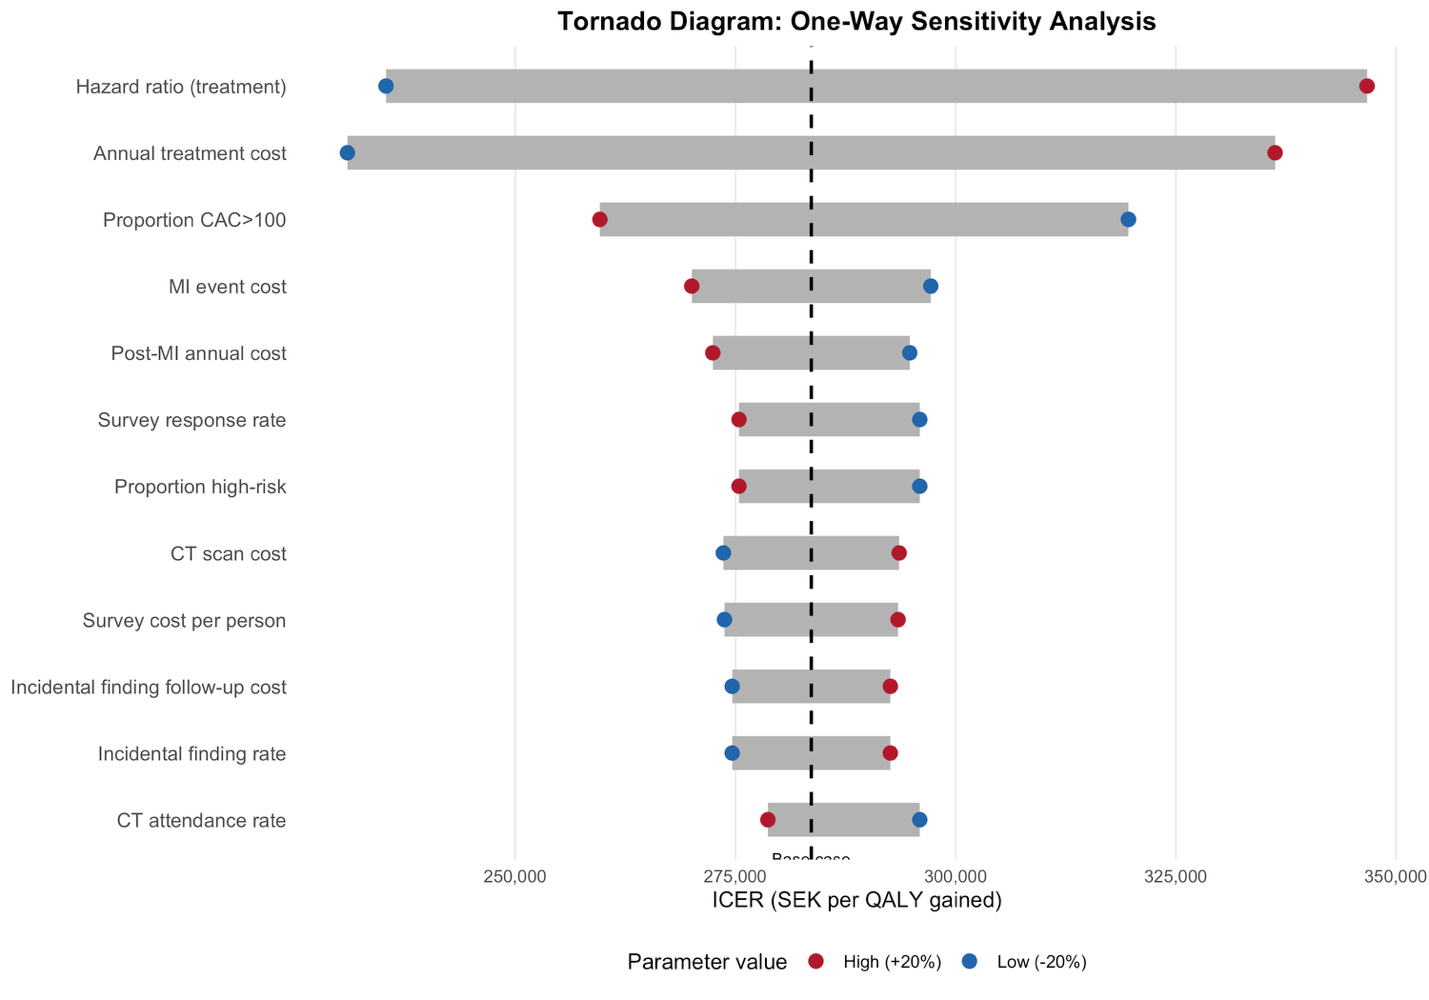 Tornado Diagram: One-Way Sensitivity Analysis
Hazard ratio (treatment)
Annual treatment cost
Proportion CAC>100
MI event cost
Post-MI annual cost
Survey response rate
Proportion high-risk
CT scan cost
Survey cost per person
Incidental finding follow-up cost
Incidental finding rate
CT attendance rate
Base case
250,000 275,000 300,000 325,000 350,000
ICER (SEK per QALY gained)
Parameter value High (+20%) Low (-20%)